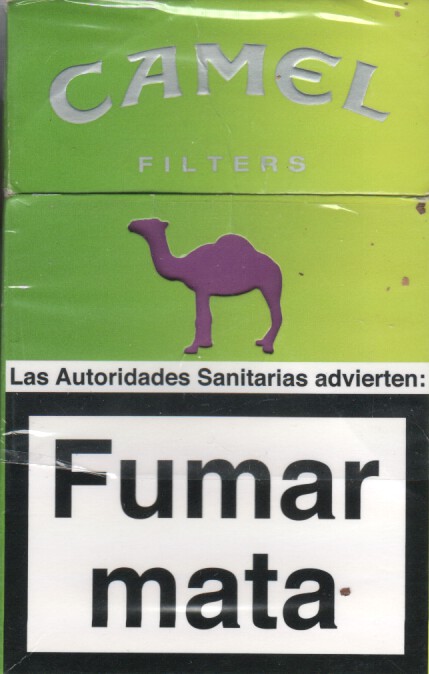 CAMEL
FILTERS
Las Autoridades Sanitarias advierten:
Fumar
mata